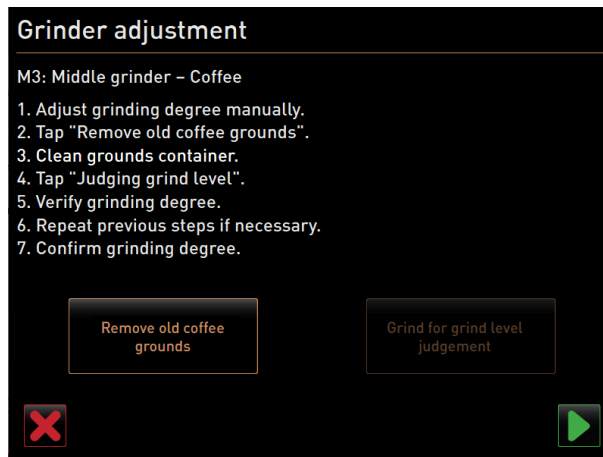 Grinder adjustment
M3: Middle grinder – Coffee
1. Adjust grinding degree manually.
2. Tap "Remove old coffee grounds".
3. Clean grounds container.
4. Tap "Judging grind level".
5. Verify grinding degree.
6. Repeat previous steps if necessary.
7. Confirm grinding degree.
Remove old coffee
grounds
Grind for grind level
judgement